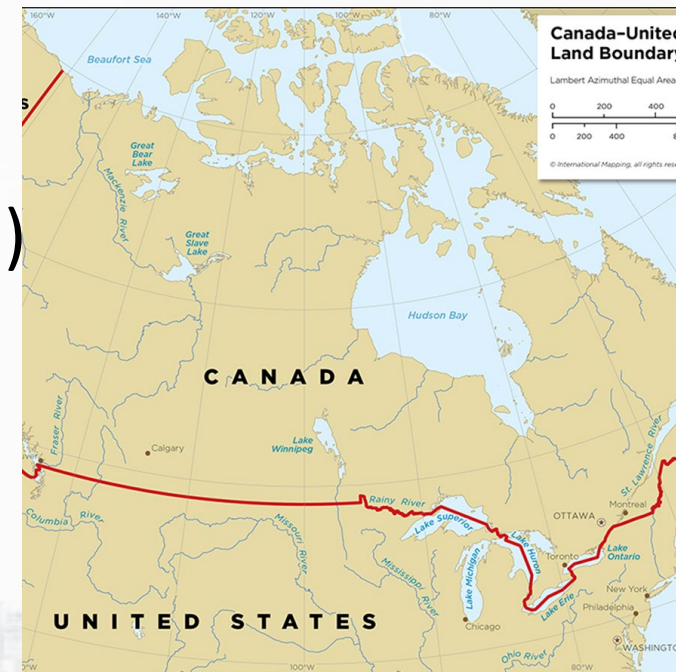 160°W
140°W
120°W
100°W
80°W
Canada–United
Land Boundary
Lambert Azimuthal Equal Area
0 200 400
0 200 400
© International Mapping, all rights
Beaufort Sea
S
Great
Bear
Lake
Mackenzie River
)
Great
Slave
Lake
Hudson Bay
CANADA
Fraser River
Calgary
Lake
Winnipeg
St. Lawrence River
Rainy River
Montreal
OTTAWA
Columbia River
Missouri River
Lake Superior
Lake Huron
Toronto
Lake
Ontario
Lake Michigan
Mississippi River
New York
Lake Erie
Philadelphia
UNITED STATES
Chicago
Ohio River
WASHINGTO
100°W
80°W